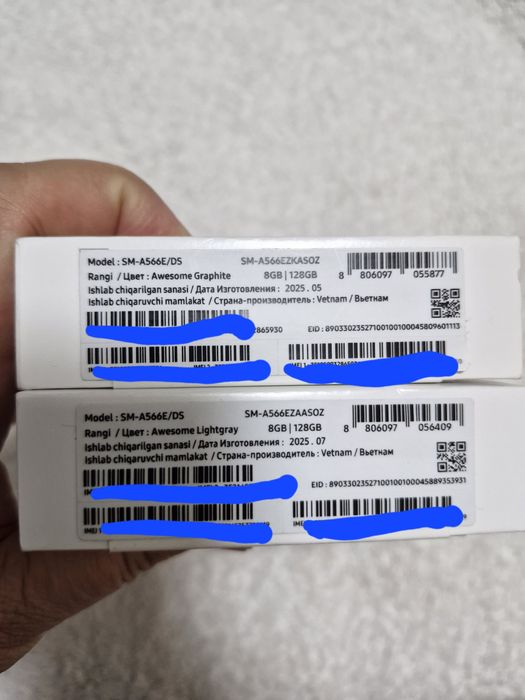 Model : SM-A566E/DS SM-A566EZKASOZ
Rangi / Цвет : Awesome Graphite 8GB | 128GB
8 806097 055877
Ishlab chiqarilgan sanasi / Дата Изготовления : 2025 . 05
Ishlab chiqaruvchi mamlakat / Страна-производитель : Vetnam / Вьетнам
EID : 89033023527100100100045809601113
Model : SM-A566E/DS SM-A566EZAASOZ
Rangi / Цвет : Awesome Lightgray 8GB | 128GB
8 806097 056409
Ishlab chiqarilgan sanasi / Дата Изготовления : 2025 . 07
Ishlab chiqaruvchi mamlakat / Страна-производитель : Vetnam / Вьетнам
EID : 89033023527100100100045889353931